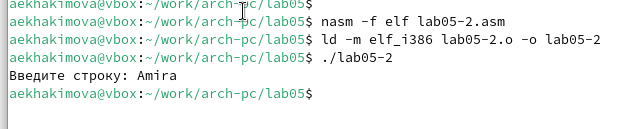 aekhakimova@vbox:~/work/arch-pc/lab05$
aekhakimova@vbox:~/work/arch-pc/lab05$ nasm -f elf lab05-2.asm
aekhakimova@vbox:~/work/arch-pc/lab05$ ld -m elf_i386 lab05-2.o -o lab05-2
aekhakimova@vbox:~/work/arch-pc/lab05$ ./lab05-2
Введите строку: Amira
aekhakimova@vbox:~/work/arch-pc/lab05$